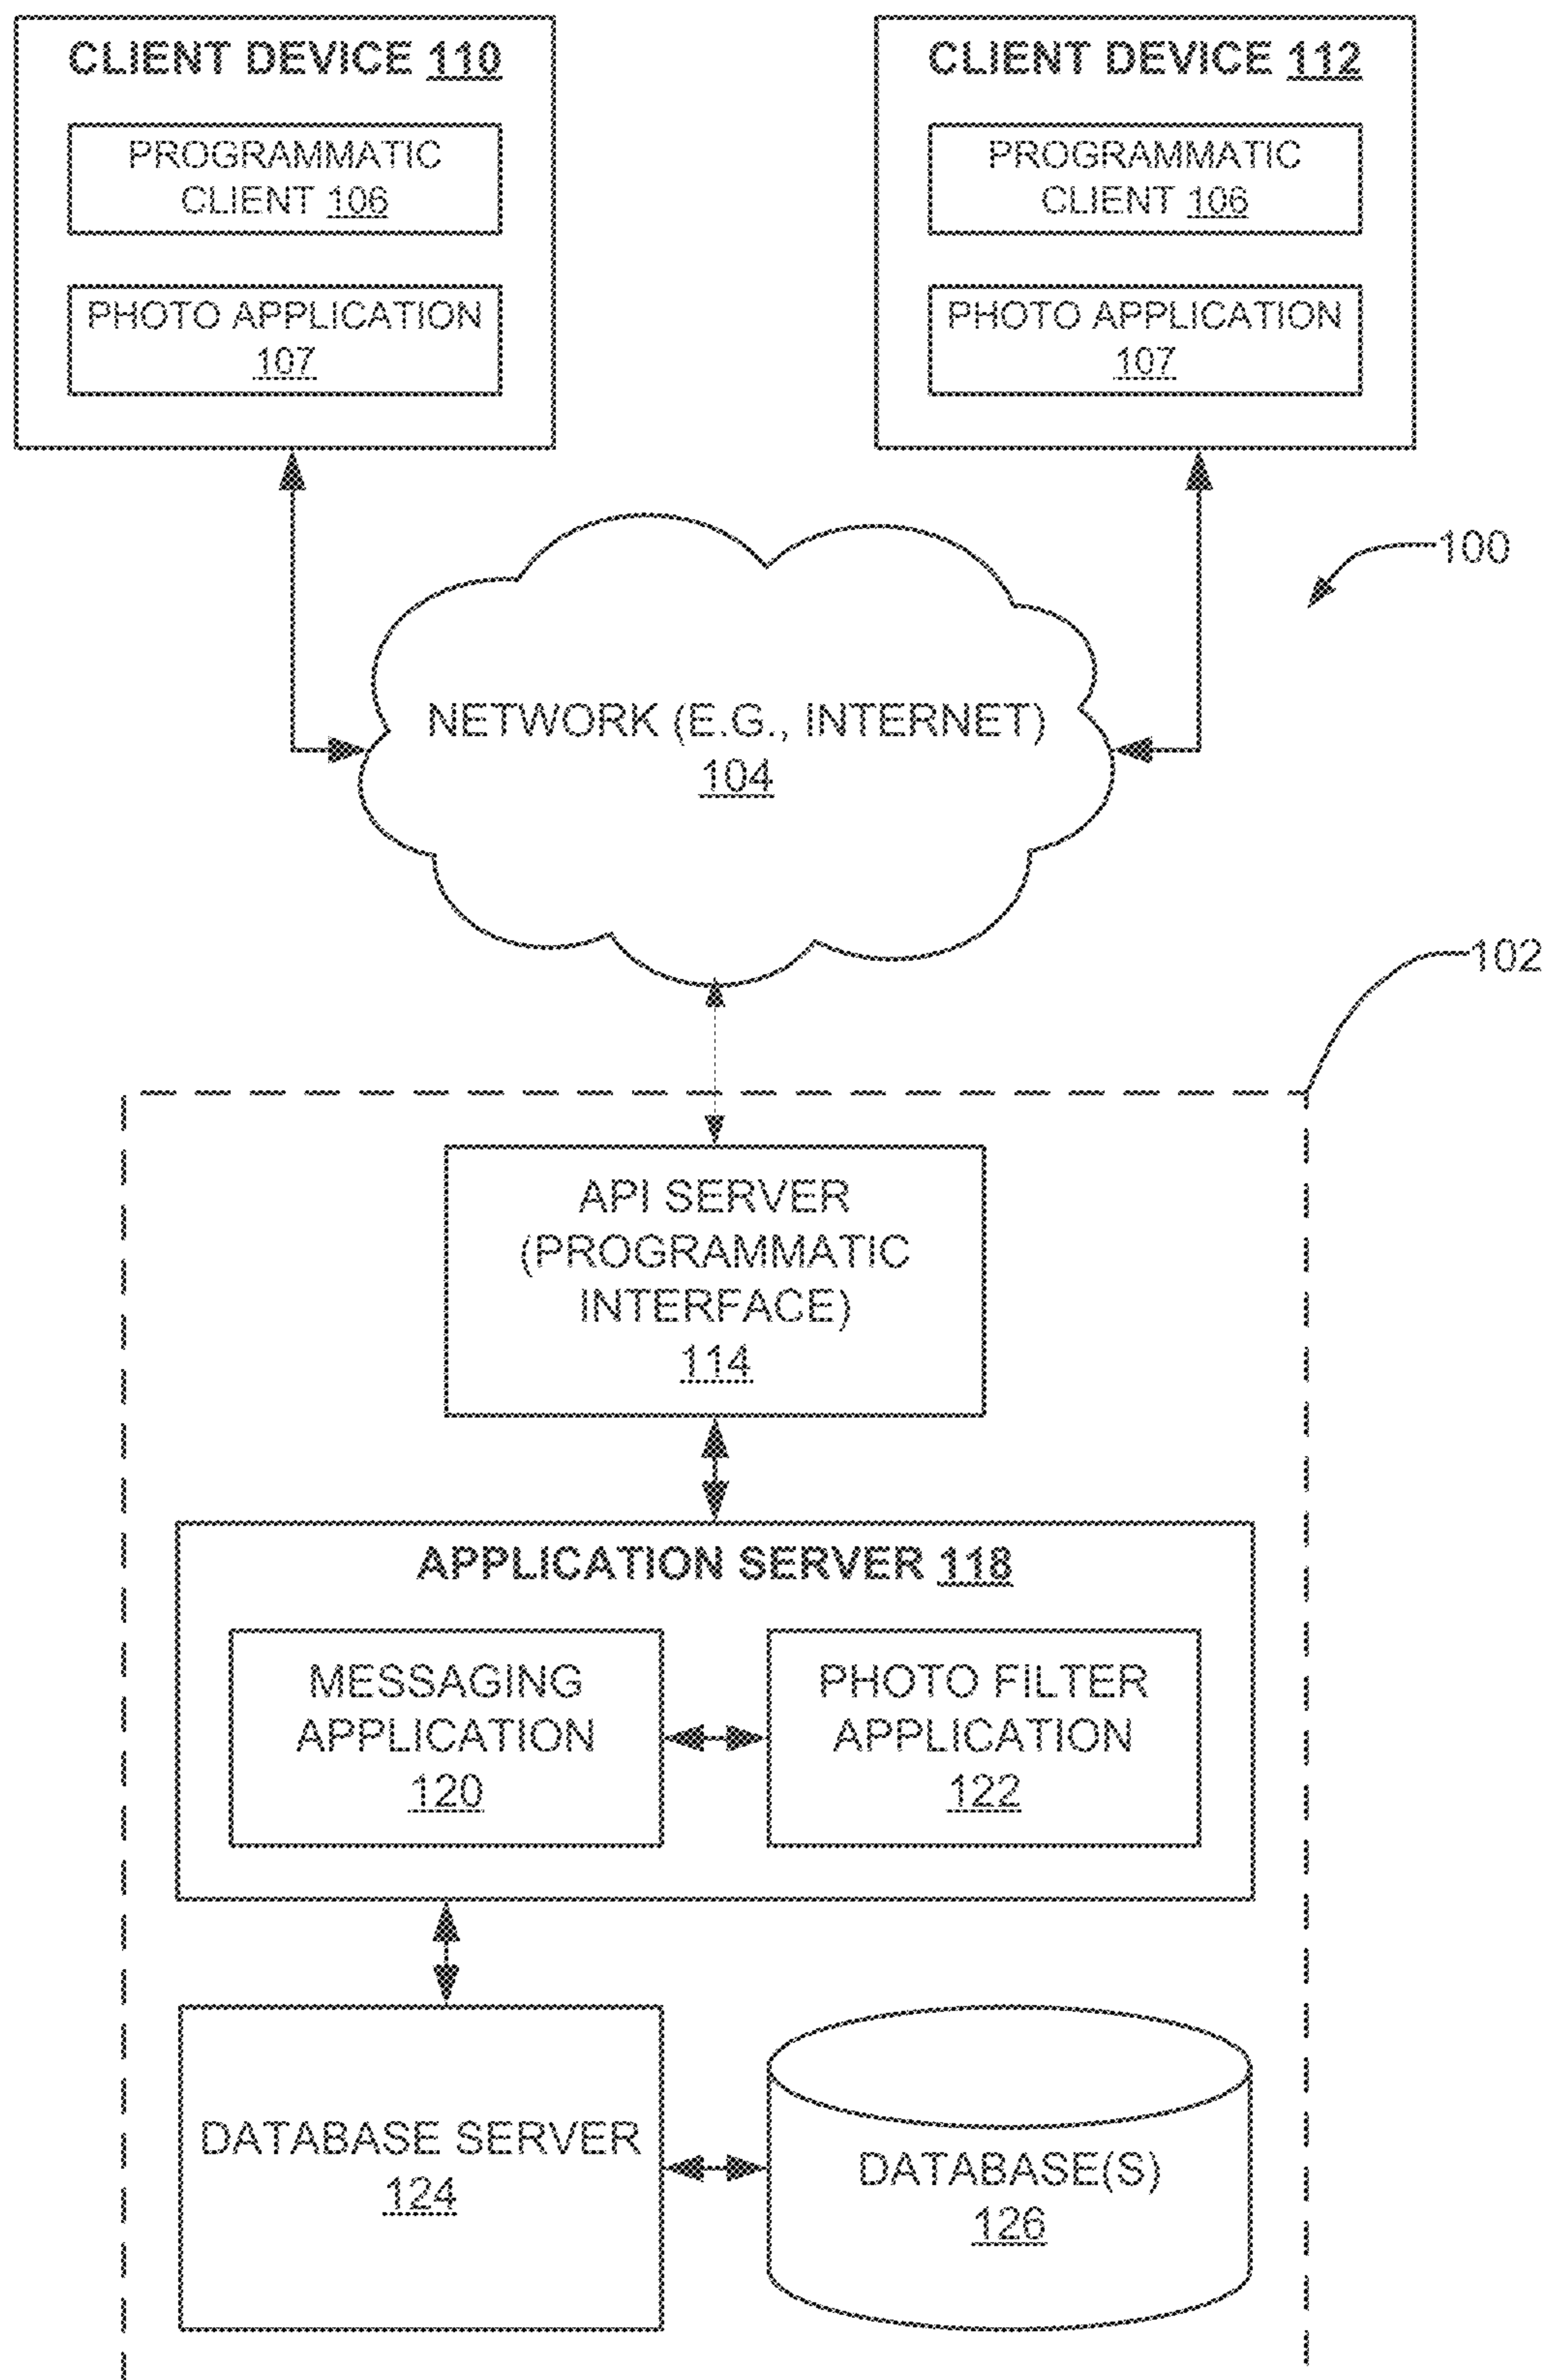 CLIENT DEVICE 110
PROGRAMMATIC
CLIENT 106
PHOTO APPLICATION
107
CLIENT DEVICE 112
PROGRAMMATIC
CLIENT 106
PHOTO APPLICATION
107
100
NETWORK (E.G., INTERNET)
104
102
API SERVER
(PROGRAMMATIC
INTERFACE)
114
APPLICATION SERVER 118
MESSAGING
APPLICATION
120
PHOTO FILTER
APPLICATION
122
DATABASE SERVER
124
DATABASE(S)
126